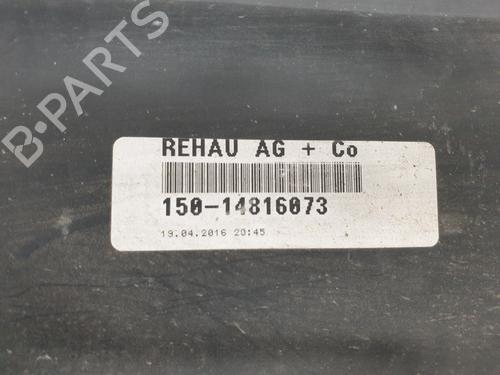 B-PARTS
REHAU AG + Co
150-14816073
19.04.2016 20:45